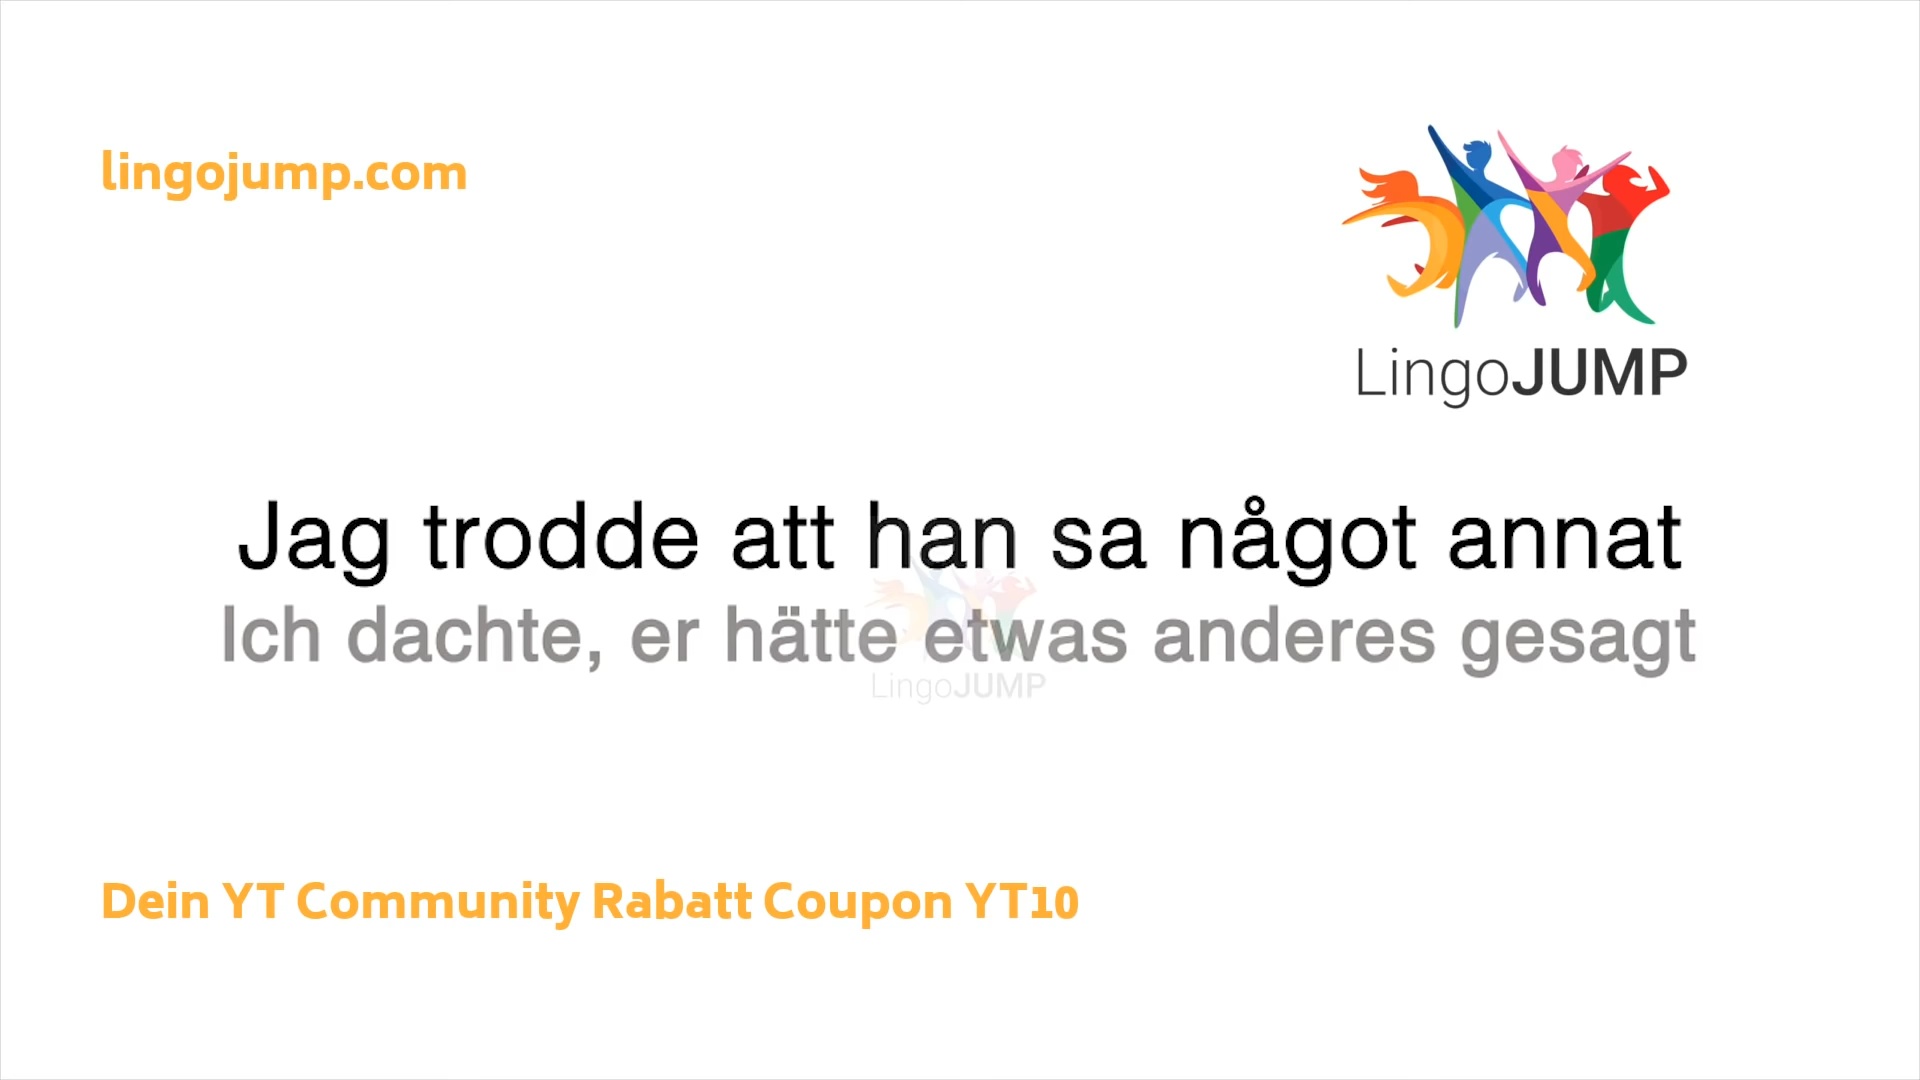 lingojump.com
LingoJUMP
Jag trodde att han sa något annat
Ich dachte, er hätte etwas anderes gesagt
LingoJUMP
Dein YT Community Rabatt Coupon YT10